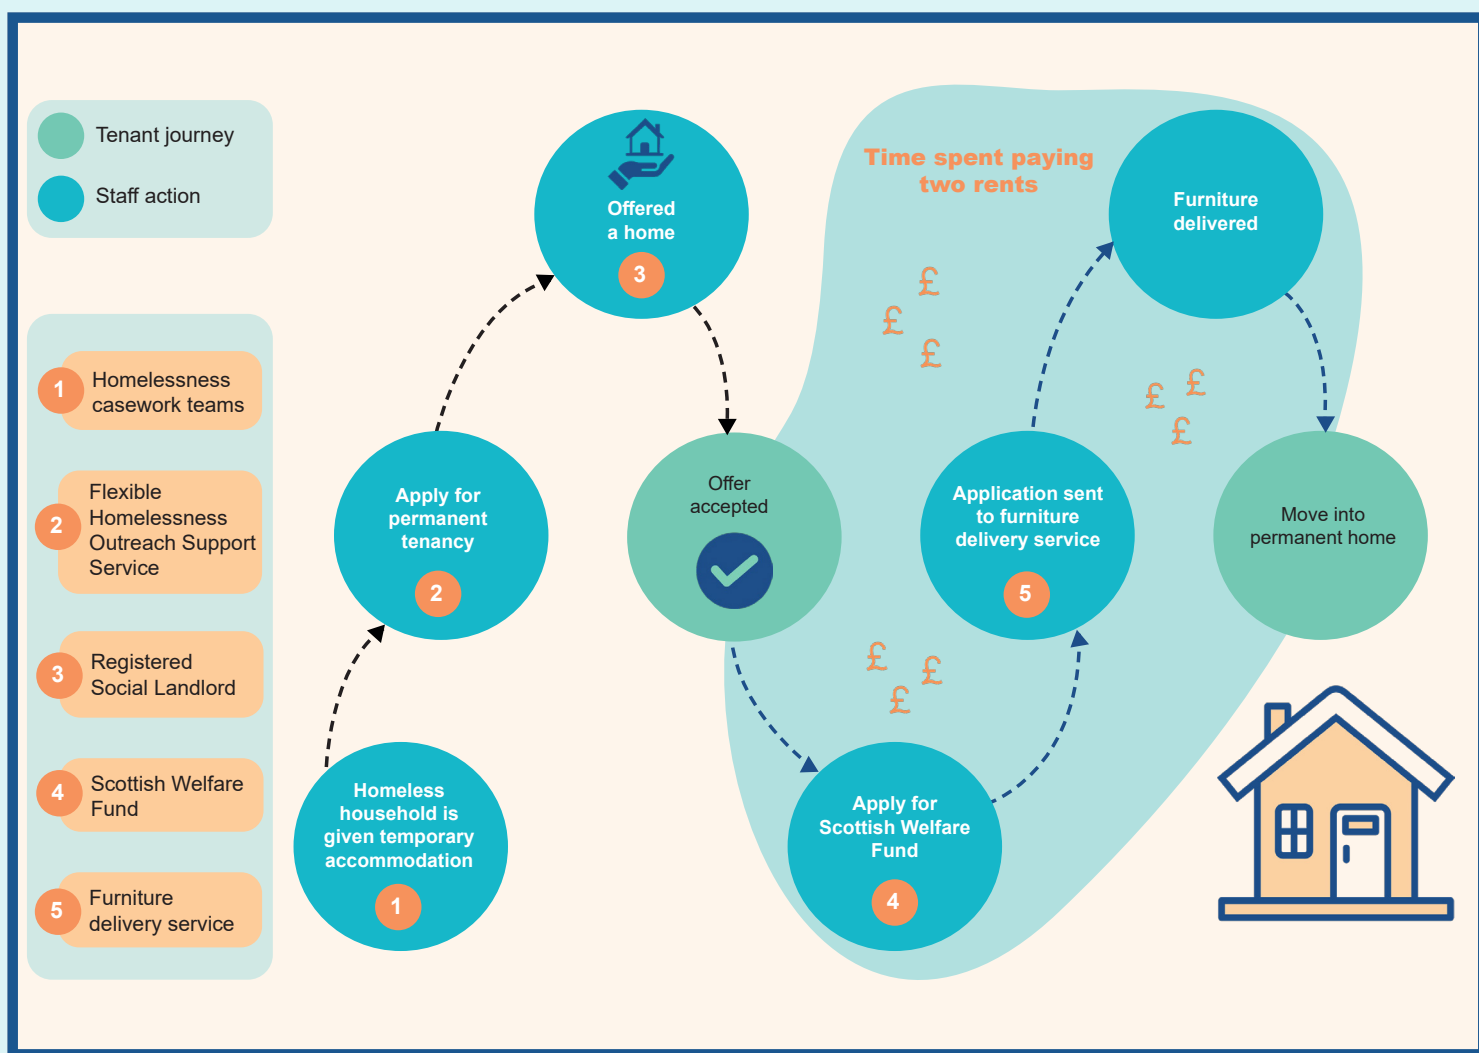 Tenant journey
Staff action
1
Homelessness
casework teams
2
Flexible
Homelessness
Outreach Support
Service
3
Registered
Social Landlord
4
Scottish Welfare
Fund
5
Furniture
delivery service
Homeless
household is
given temporary
accommodation
1
Apply for
permanent
tenancy
2
Offered
a home
3
Offer
accepted
Time spent paying
two rents
£
£
£
£
£
£
Apply for
Scottish Welfare
Fund
4
Application sent
to furniture
delivery service
5
£
£
£
Furniture
delivered
Move into
permanent home